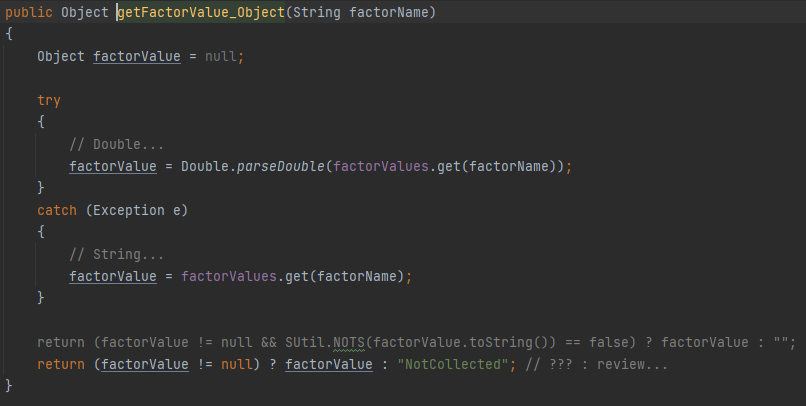 public Object getFactorValue_Object(String factorName)
{
    Object factorValue = null;
    try
    {
        // Double...
        factorValue = Double.parseDouble(factorValues.get(factorName));
    }
    catch (Exception e)
    {
        // String...
        factorValue = factorValues.get(factorName);
    }
    return (factorValue != null && SUtil.NOTS(factorValue.toString()) == false) ? factorValue : "";
    return (factorValue != null) ? factorValue : "NotCollected"; // ??? : review...
}